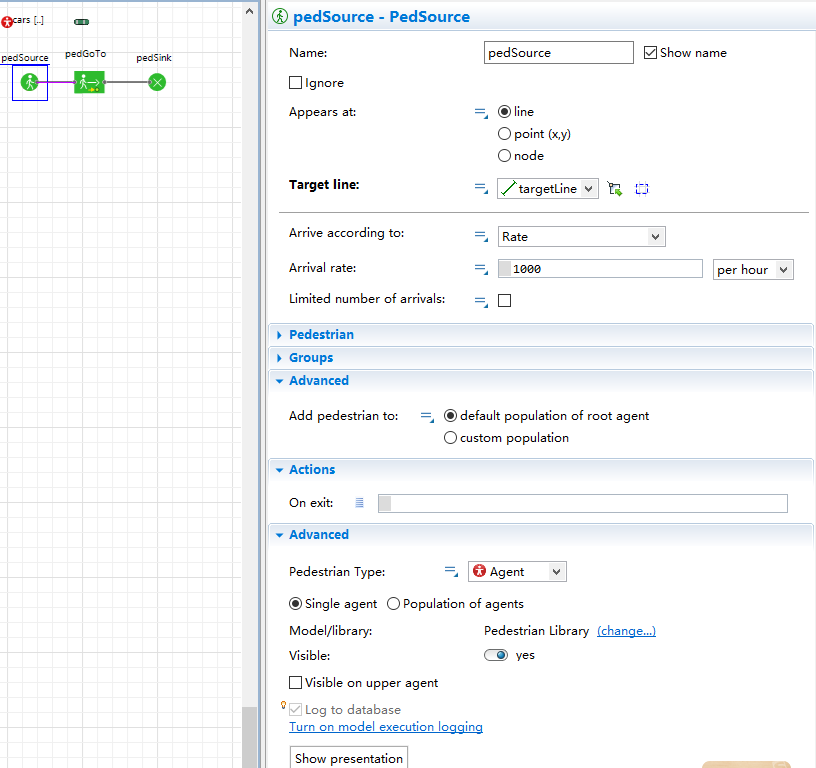 cars [..]
pedSource
pedGoTo
pedSink
pedSource - PedSource
Name:
pedSource
Show name
Ignore
Appears at:
line
point (x,y)
node
Target line:
targetLine
Arrive according to:
Rate
Arrival rate:
1000
per hour
Limited number of arrivals:
Pedestrian
Groups
Advanced
Add pedestrian to:
default population of root agent
custom population
Actions
On exit:
Advanced
Pedestrian Type:
Agent
Single agent
Population of agents
Model/library:
Pedestrian Library
(change...)
Visible:
yes
Visible on upper agent
Log to database
Turn on model execution logging
Show presentation